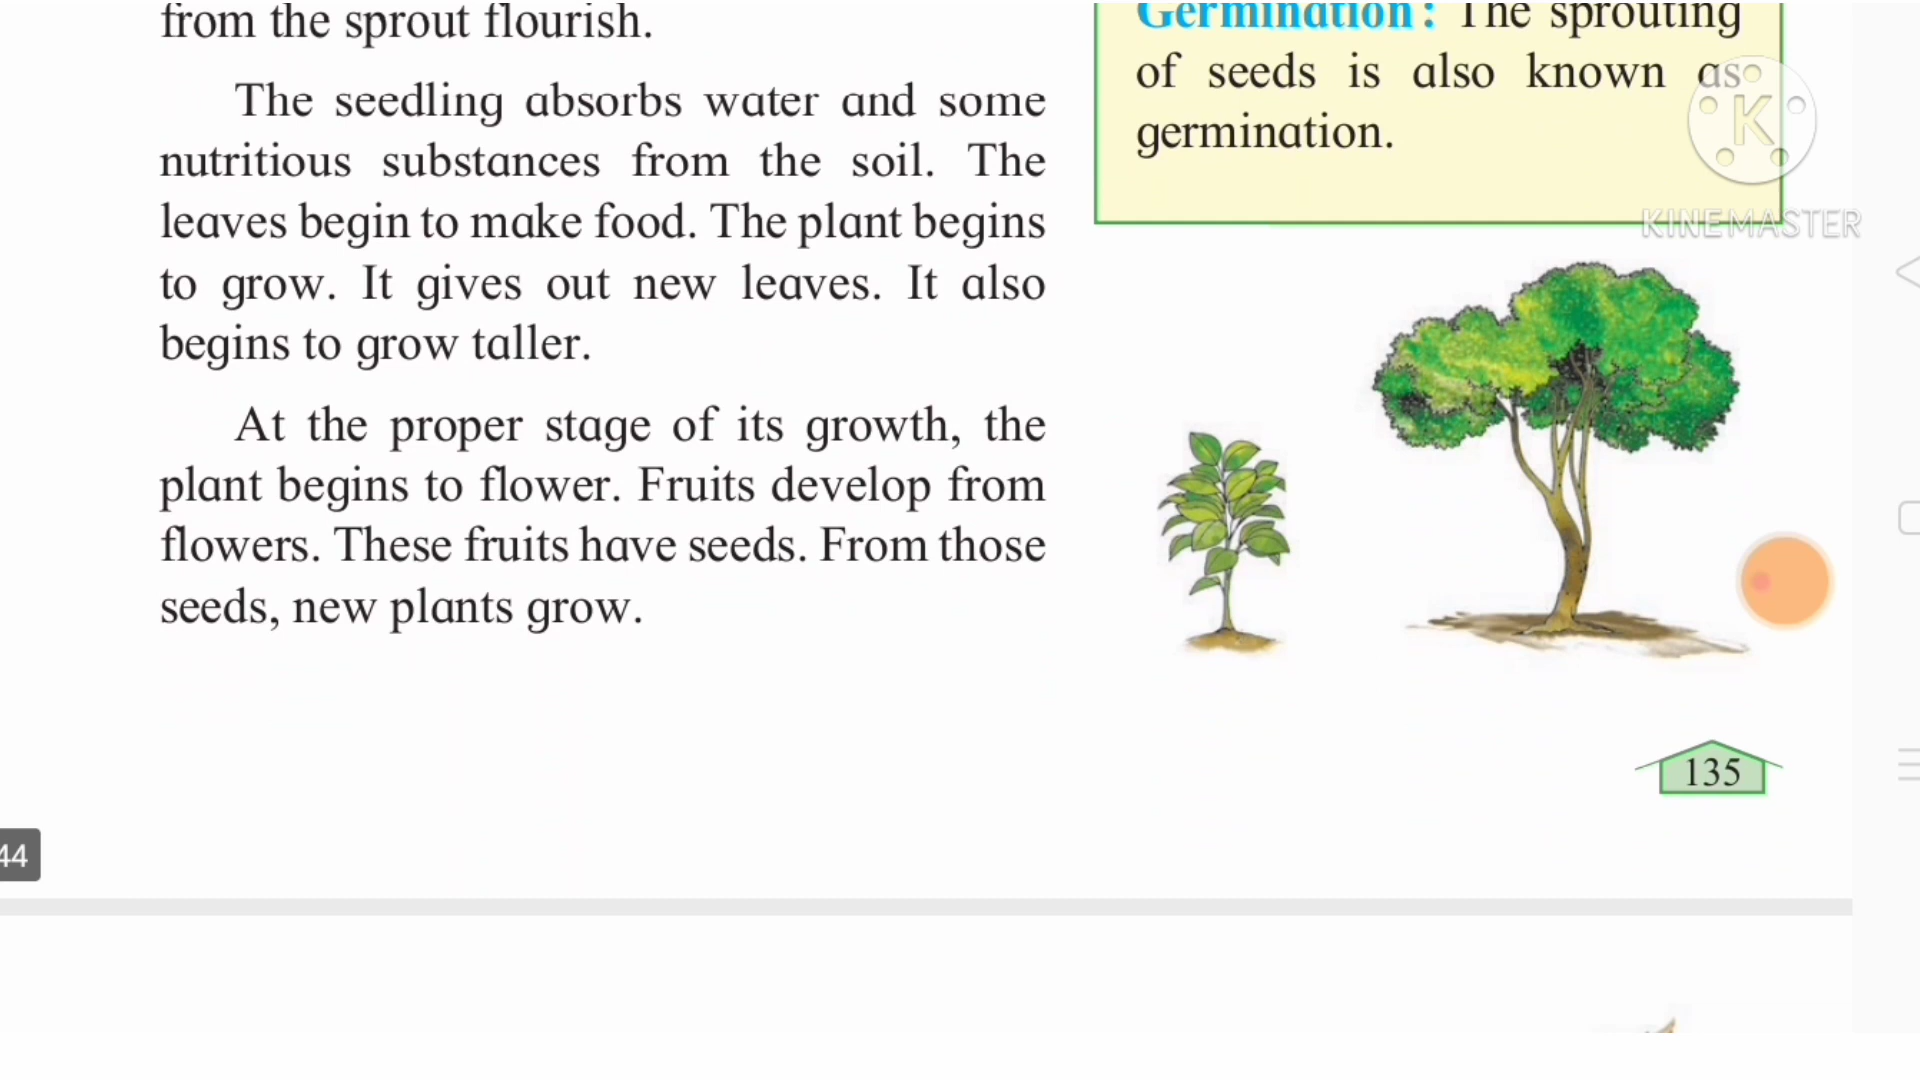 from the sprout flourish.
The seedling absorbs water and some
nutritious substances from the soil. The
leaves begin to make food. The plant begins
to grow. It gives out new leaves. It also
begins to grow taller.
At the proper stage of its growth, the
plant begins to flower. Fruits develop from
flowers. These fruits have seeds. From those
seeds, new plants grow.
Germination : The sprouting
of seeds is also known as
germination.
K
KINEMASTER
135
44